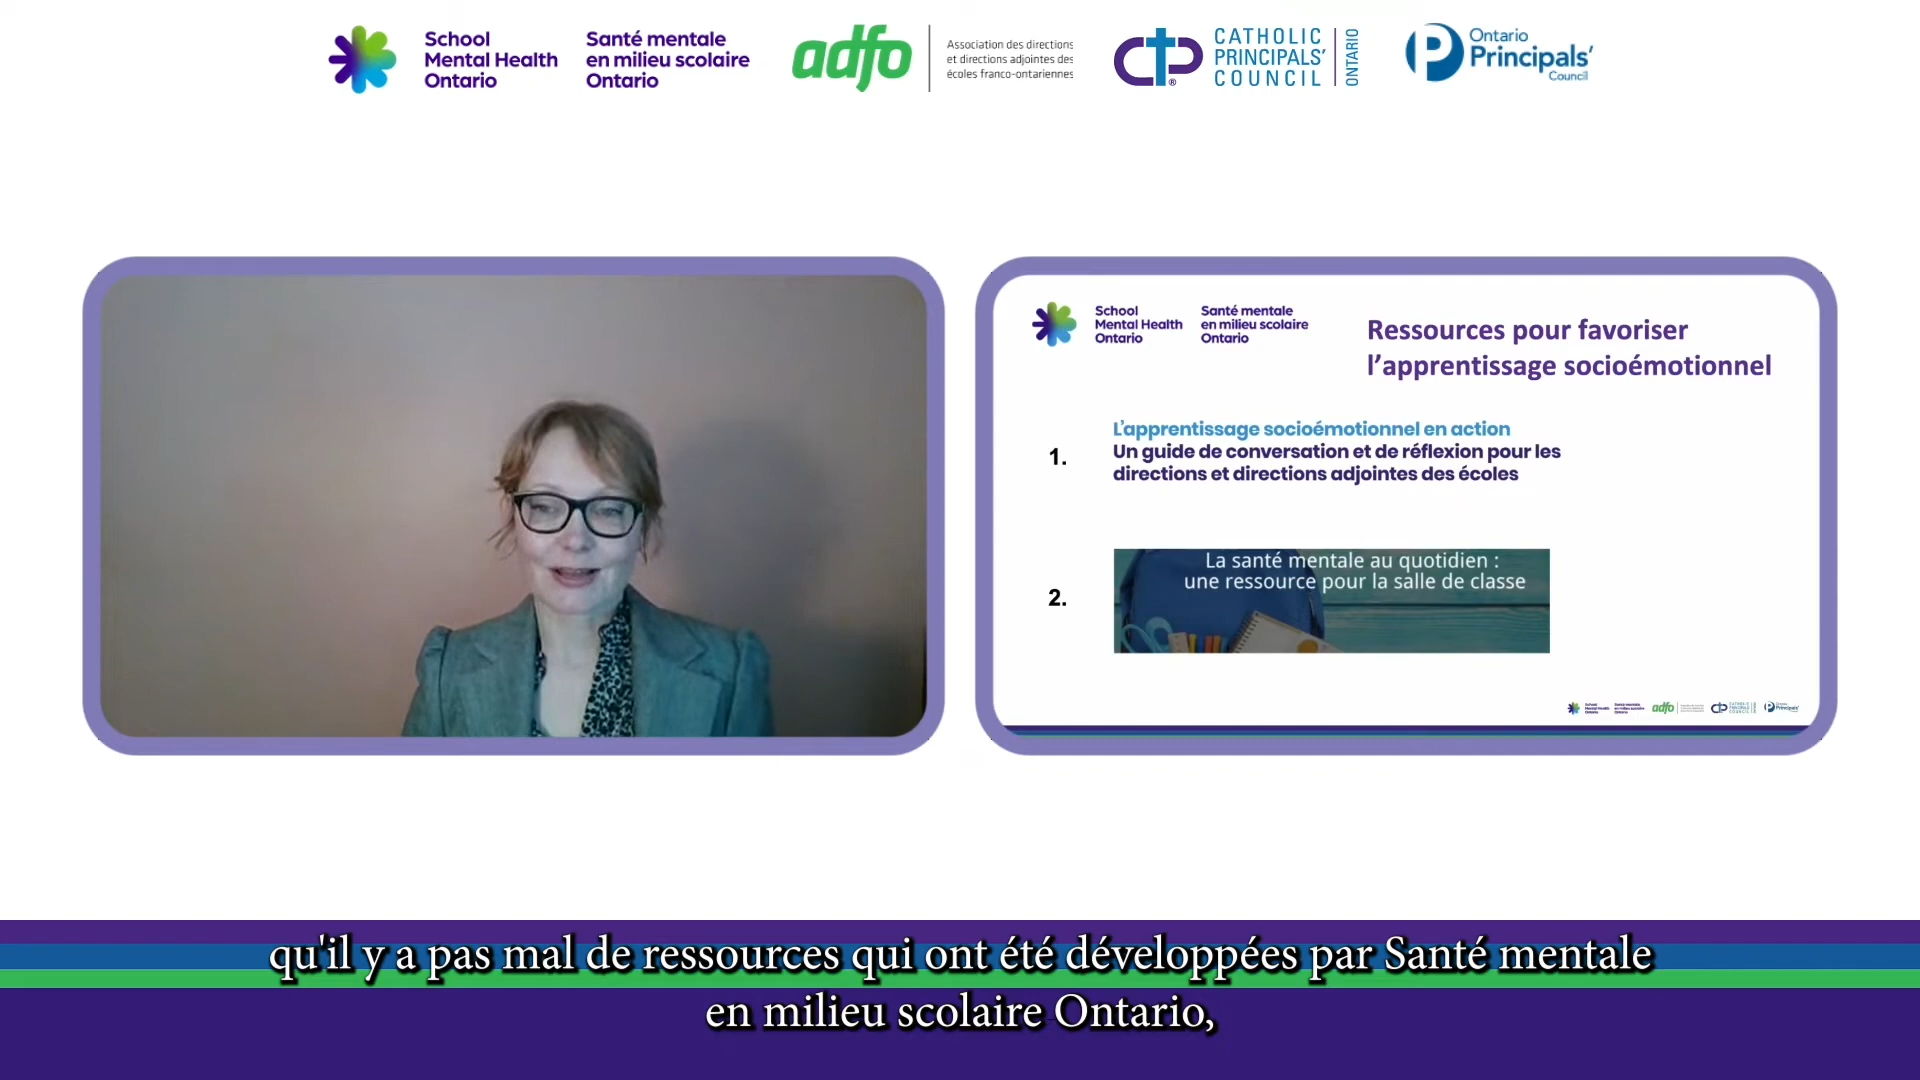 School
Mental Health
Ontario
Santé mentale
en milieu scolaire
Ontario
adfo
Association des directions
et directions adjointes des
écoles franco-ontariennes
CATHOLIC
PRINCIPALS'
COUNCIL
ONTARIO
Ontario
Principals'
Council
School
Mental Health
Ontario
Santé mentale
en milieu scolaire
Ontario
Ressources pour favoriser
l'apprentissage socioémotionnel
1.
L'apprentissage socioémotionnel en action
Un guide de conversation et de réflexion pour les
directions et directions adjointes des écoles
2.
La santé mentale au quotidien :
une ressource pour la salle de classe
adfo
qu'il y a pas mal de ressources qui ont été développées par Santé mentale
en milieu scolaire Ontario,